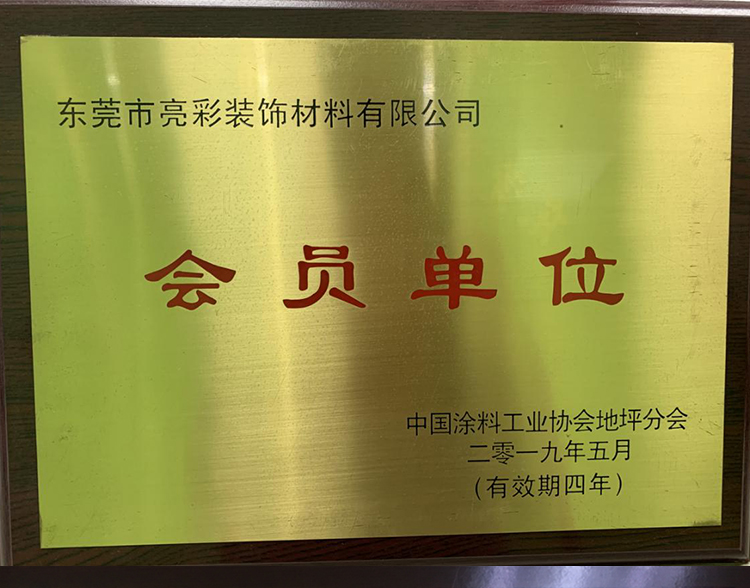 东莞市亮彩装饰材料有限公司
会员单位
中国涂料工业协会地坪分会
二零一九年五月
（有效期四年）